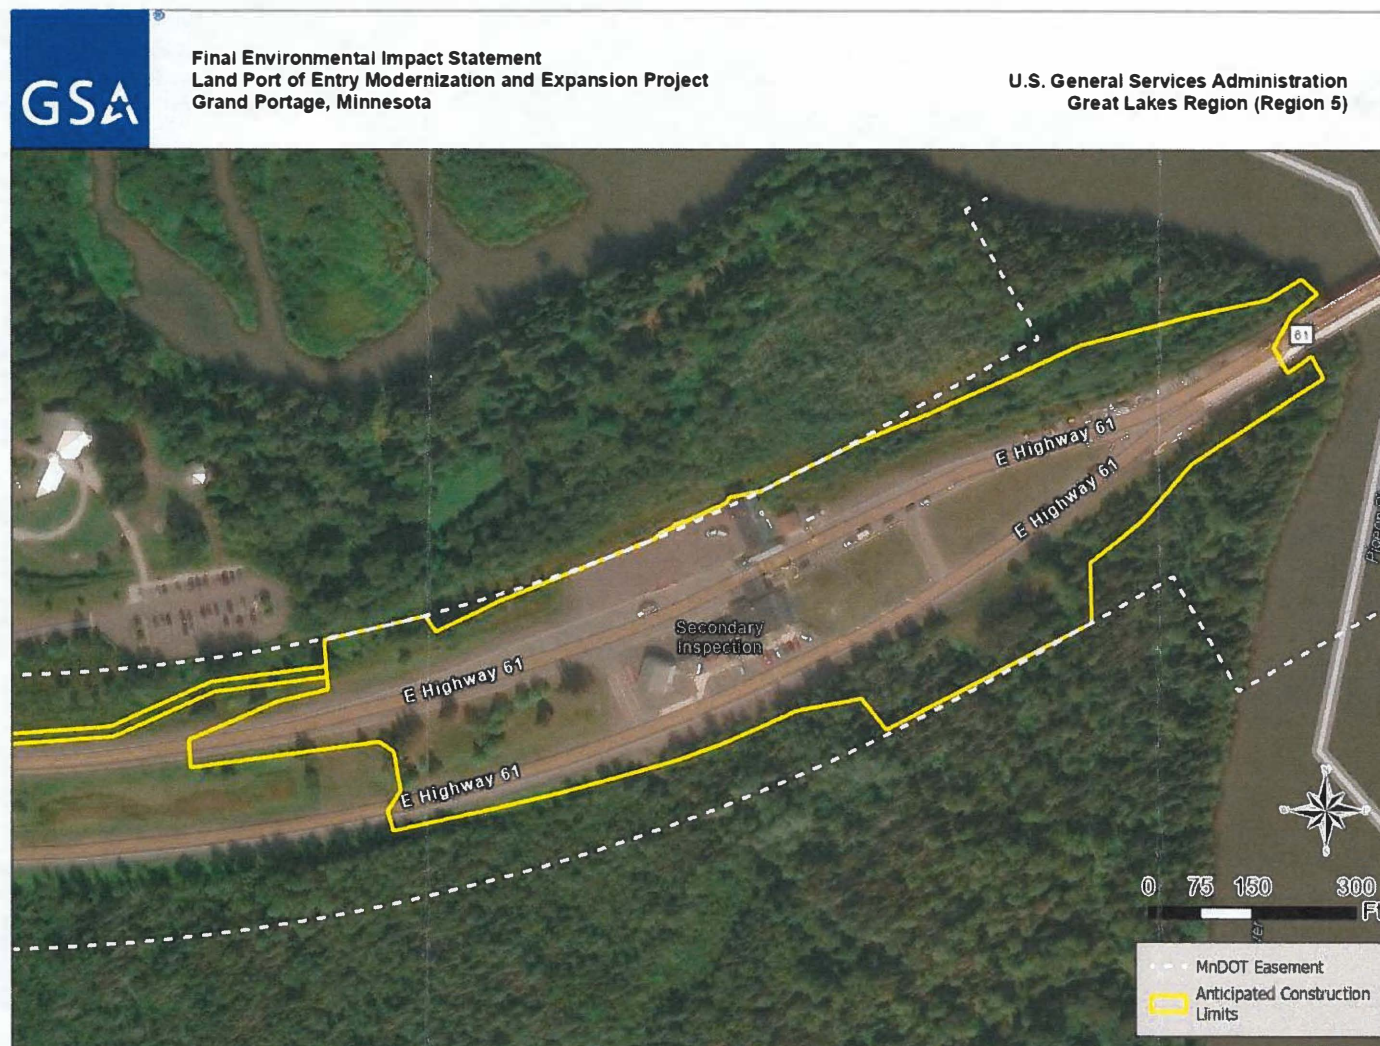 GSA
®
Final Environmental Impact Statement
Land Port of Entry Modernization and Expansion Project
Grand Portage, Minnesota
U.S. General Services Administration
Great Lakes Region (Region 5)
61
E Highway 61
E Highway 61
Secondary
Inspection
E Highway 61
E Highway 61
0 75 150 300
Ft
MnDOT Easement
Anticipated Construction
Limits